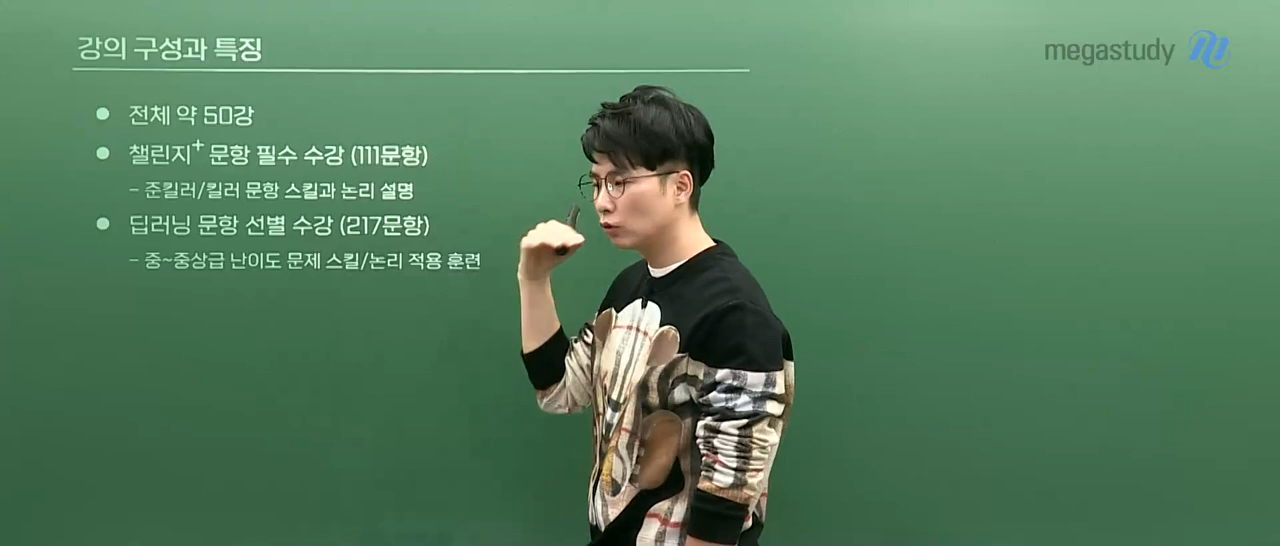 강의 구성과 특징
megastudy
전체 약 50강
챌린지+ 문항 필수 수강 (111문항)
– 준킬러/킬러 문항 스킬과 논리 설명
딥러닝 문항 선별 수강 (217문항)
– 중~중상급 난이도 문제 스킬/논리 적용 훈련